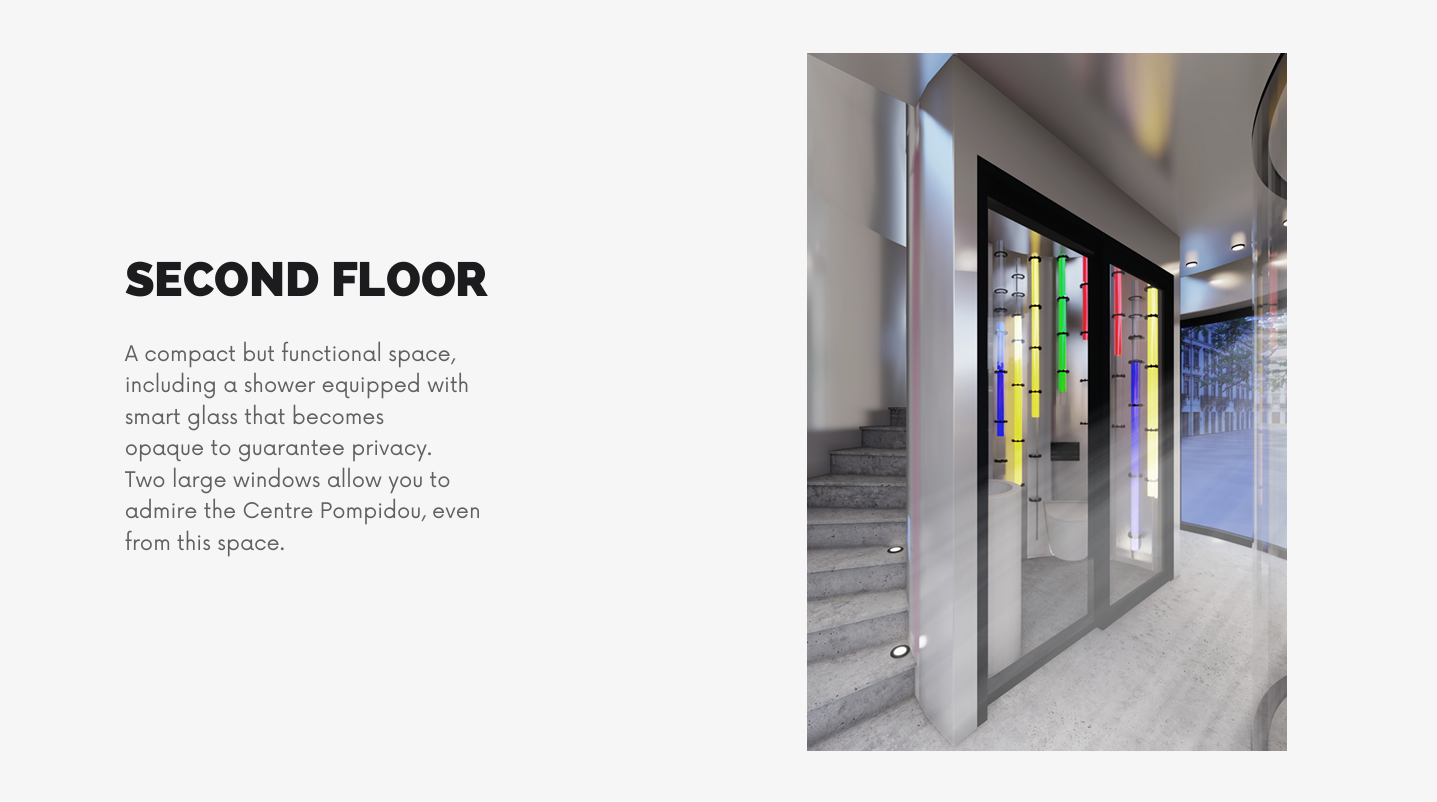 SECOND FLOOR
A compact but functional space,
including a shower equipped with
smart glass that becomes
opaque to guarantee privacy.
Two large windows allow you to
admire the Centre Pompidou, even
from this space.